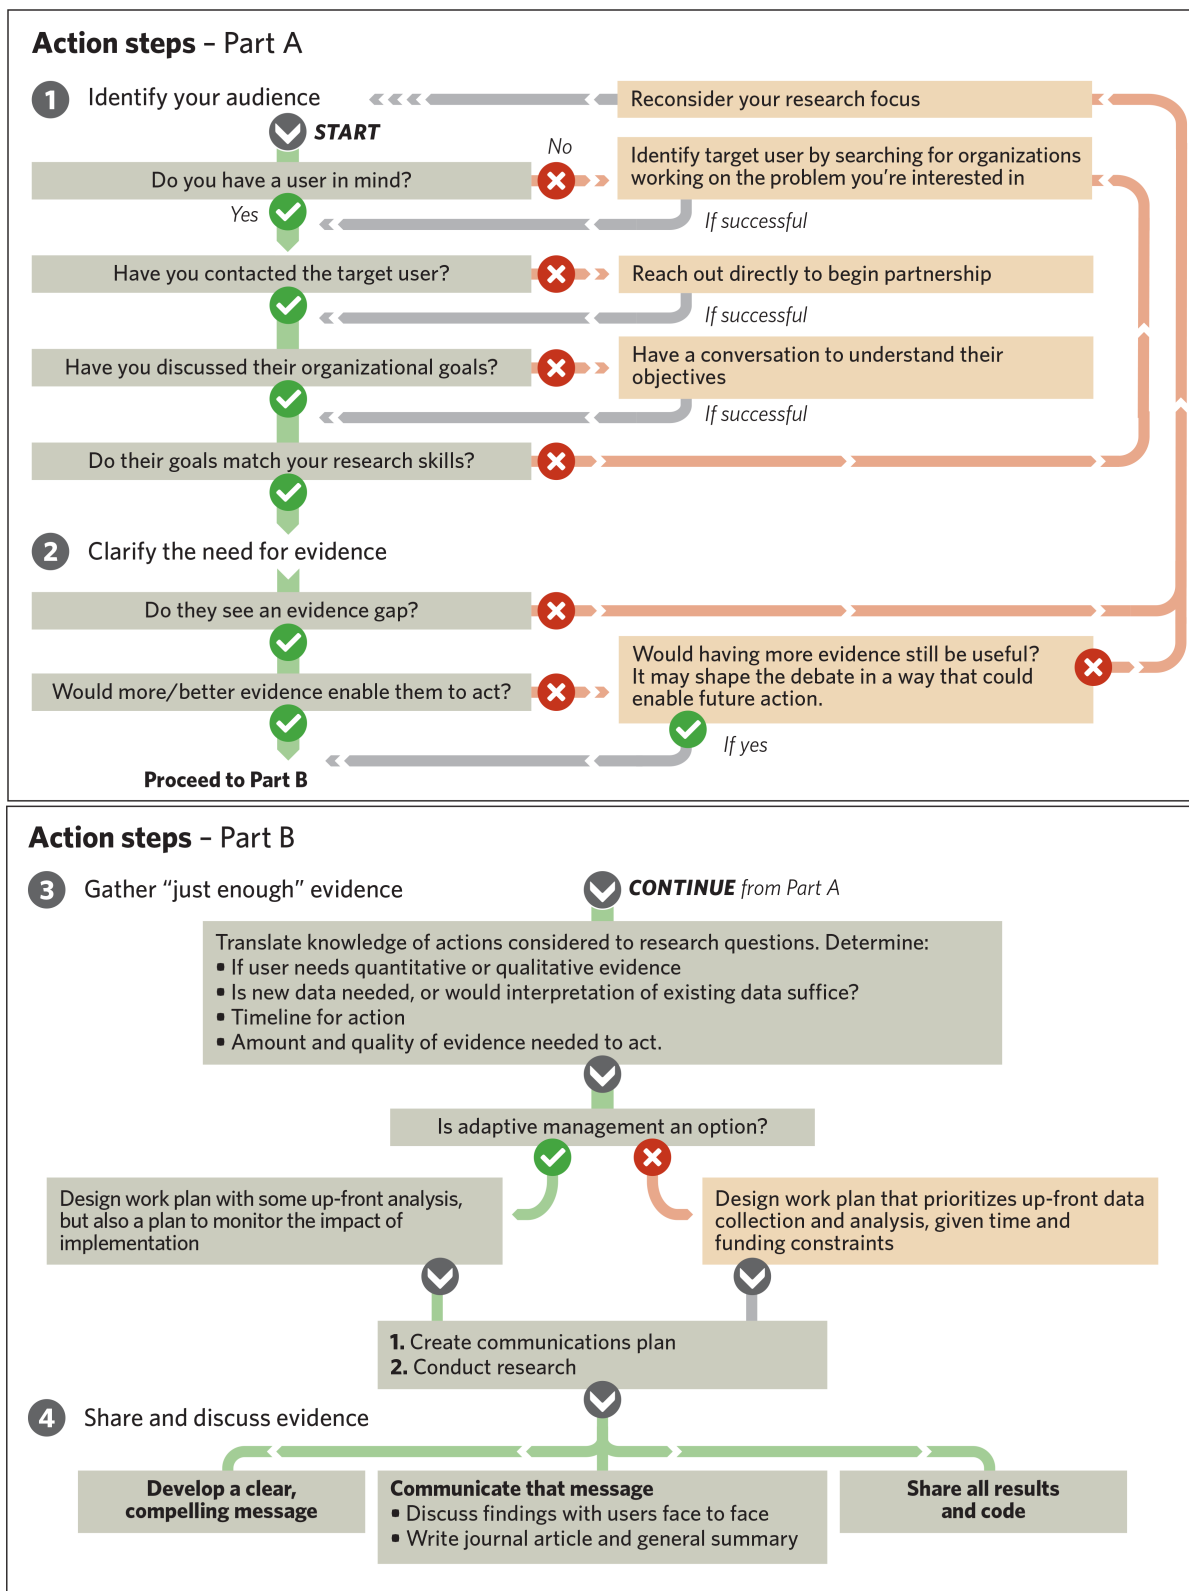 Action steps – Part A
1 Identify your audience
Reconsider your research focus
START
No
Do you have a user in mind?
Identify target user by searching for organizations
working on the problem you're interested in
Yes
If successful
Have you contacted the target user?
Reach out directly to begin partnership
If successful
Have you discussed their organizational goals?
Have a conversation to understand their
objectives
If successful
Do their goals match your research skills?
2 Clarify the need for evidence
Do they see an evidence gap?
Would more/better evidence enable them to act?
Would having more evidence still be useful?
It may shape the debate in a way that could
enable future action.
If yes
Proceed to Part B
Action steps – Part B
3 Gather “just enough” evidence
CONTINUE from Part A
Translate knowledge of actions considered to research questions. Determine:
▪ If user needs quantitative or qualitative evidence
▪ Is new data needed, or would interpretation of existing data suffice?
▪ Timeline for action
▪ Amount and quality of evidence needed to act.
Is adaptive management an option?
Design work plan with some up-front analysis,
but also a plan to monitor the impact of
implementation
Design work plan that prioritizes up-front data
collection and analysis, given time and
funding constraints
1. Create communications plan
2. Conduct research
4 Share and discuss evidence
Develop a clear,
compelling message
Communicate that message
▪ Discuss findings with users face to face
▪ Write journal article and general summary
Share all results
and code